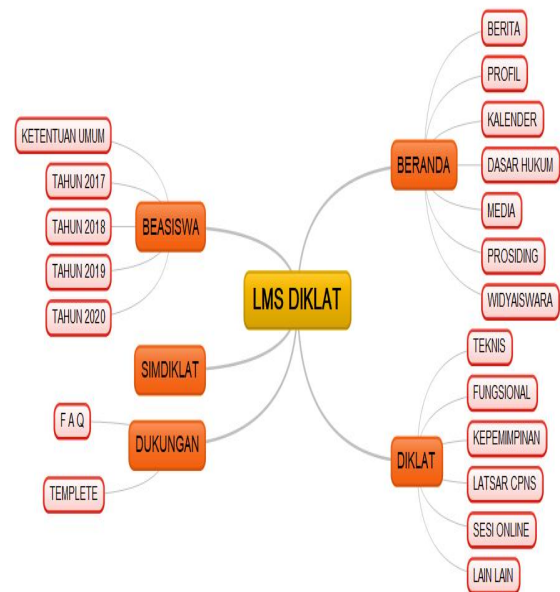 LMS DIKLAT
BERANDA
BERITA
PROFIL
KALENDER
DASAR HUKUM
MEDIA
PROSIDING
WIDYAISWARA
DIKLAT
TEKNIS
FUNGSIONAL
KEPEMIMPINAN
LATSAR CPNS
SESI ONLINE
LAIN LAIN
BEASISWA
KETENTUAN UMUM
TAHUN 2017
TAHUN 2018
TAHUN 2019
TAHUN 2020
SIMDIKLAT
DUKUNGAN
F A Q
TEMPLETE